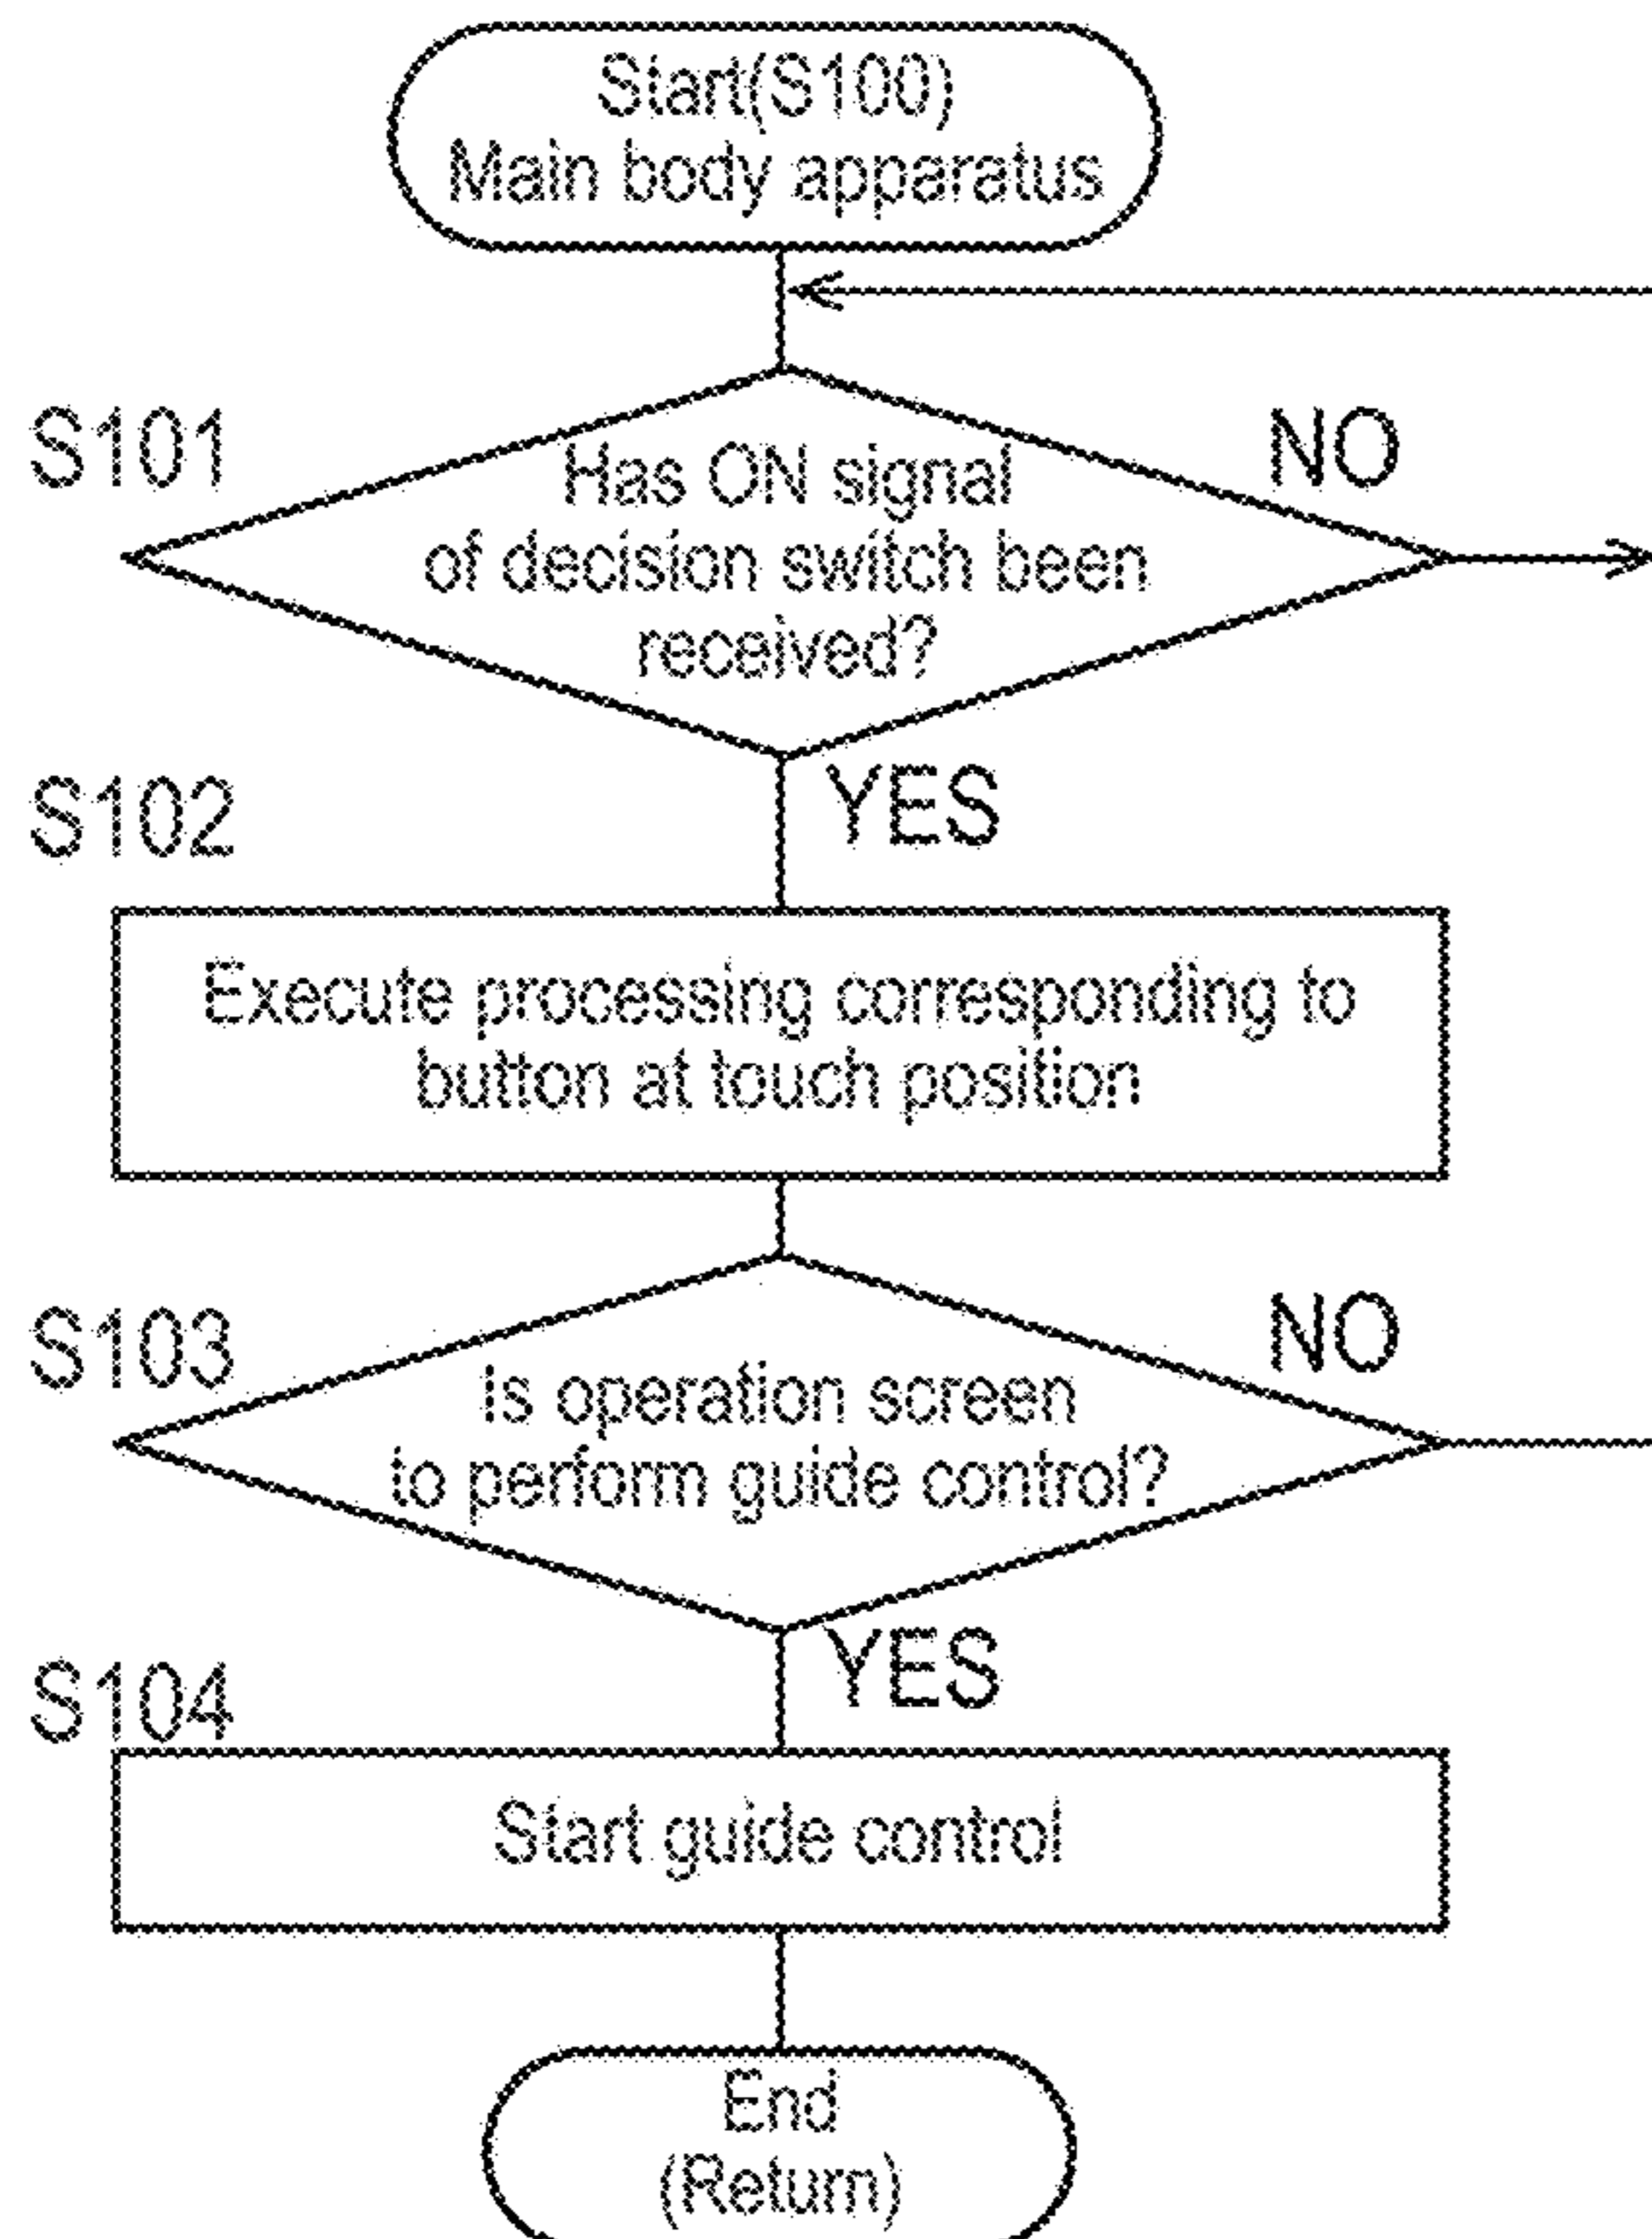 Start(S100)
Main body apparatus
S101
NO
Has ON signal
of decision switch been
received?
S102
YES
Execute processing corresponding to
button at touch position
S103
NO
Is operation screen
to perform guide control?
S104
YES
Start guide control
End
(Return)